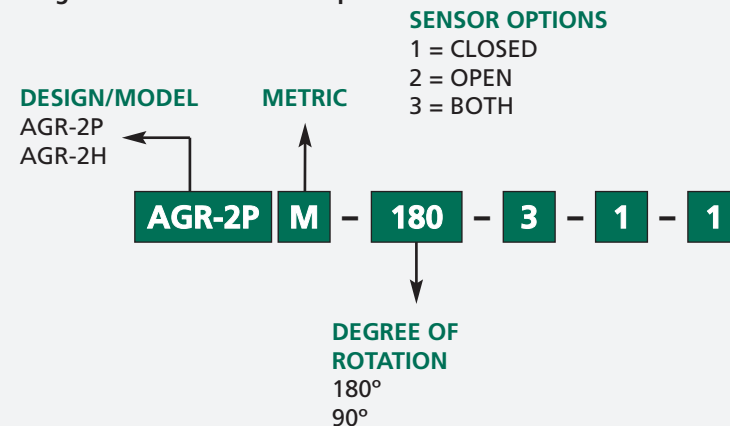 SENSOR OPTIONS
1 = CLOSED
2 = OPEN
3 = BOTH
DESIGN/MODEL
AGR-2P
AGR-2H
METRIC
AGR-2P M – 180 – 3 – 1 – 1
DEGREE OF
ROTATION
180º
90º